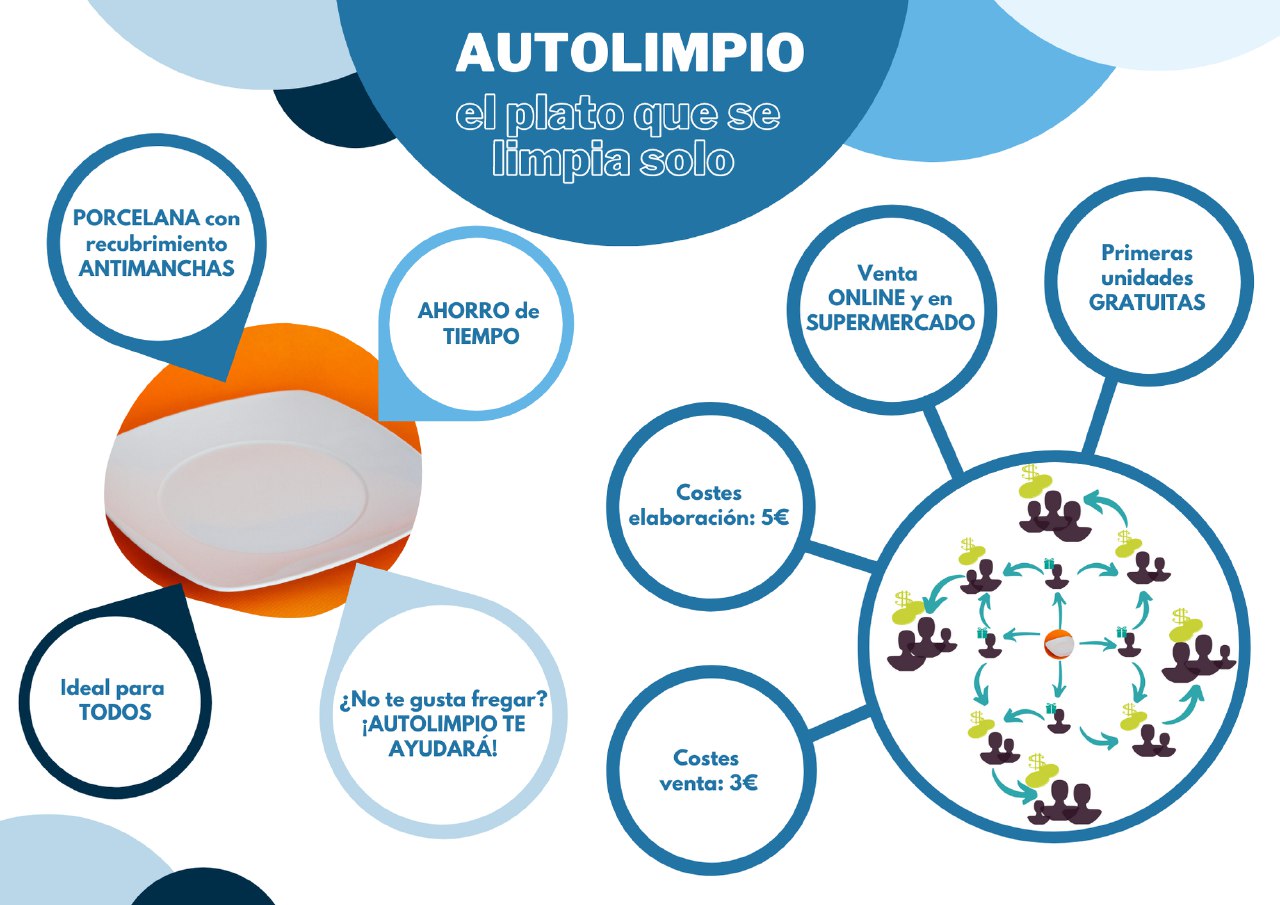 AUTOLIMPIO
el plato que se
limpia solo
PORCELANA con
recubrimiento
ANTIMANCHAS
AHORRO de
TIEMPO
Ideal para
TODOS
¿No te gusta fregar?
¡AUTOLIMPIO TE
AYUDARÁ!
Venta
ONLINE y en
SUPERMERCADO
Primeras
unidades
GRATUITAS
Costes
elaboración: 5€
Costes
venta: 3€